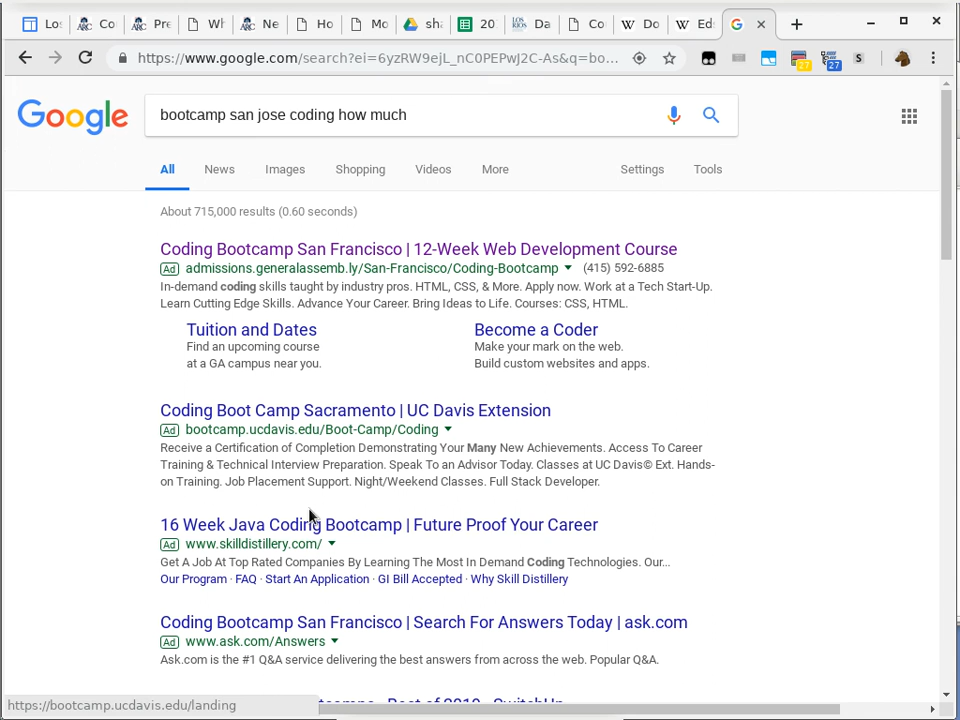 Lo:
Co
Pre
Wh
Ne
Ho
Mo
sha
20
LOS RIOS
Da
Co
W Do
W Ed:
G
https://www.google.com/search?ei=6yzRW9ejL_nC0PEPwJ2C-As&q=bo...
27
27
S
Google
bootcamp san jose coding how much
All News Images Shopping Videos More Settings Tools
About 715,000 results (0.60 seconds)
Coding Bootcamp San Francisco | 12-Week Web Development Course
Ad admissions.generalassemb.ly/San-Francisco/Coding-Bootcamp (415) 592-6885
In-demand coding skills taught by industry pros. HTML, CSS, & More. Apply now. Work at a Tech Start-Up.
Learn Cutting Edge Skills. Advance Your Career. Bring Ideas to Life. Courses: CSS, HTML.
Tuition and Dates
Find an upcoming course
at a GA campus near you.
Become a Coder
Make your mark on the web.
Build custom websites and apps.
Coding Boot Camp Sacramento | UC Davis Extension
Ad bootcamp.ucdavis.edu/Boot-Camp/Coding
Receive a Certification of Completion Demonstrating Your Many New Achievements. Access To Career
Training & Technical Interview Preparation. Speak To an Advisor Today. Classes at UC Davis© Ext. Hands-
on Training. Job Placement Support. Night/Weekend Classes. Full Stack Developer.
16 Week Java Coding Bootcamp | Future Proof Your Career
Ad www.skilldistillery.com/
Get A Job At Top Rated Companies By Learning The Most In Demand Coding Technologies. Our...
Our Program · FAQ · Start An Application · GI Bill Accepted · Why Skill Distillery
Coding Bootcamp San Francisco | Search For Answers Today | ask.com
Ad www.ask.com/Answers
Ask.com is the #1 Q&A service delivering the best answers from across the web. Popular Q&A.
https://bootcamp.ucdavis.edu/landing